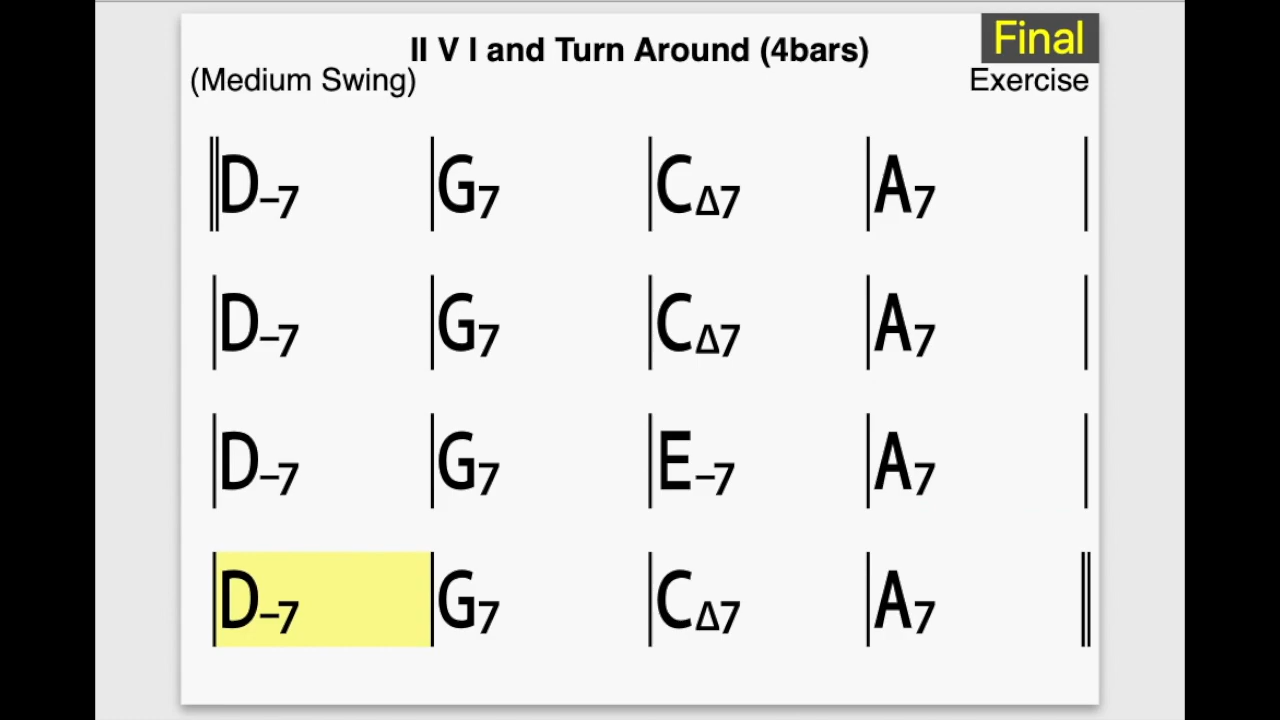 Final
II V I and Turn Around (4bars)
(Medium Swing)
Exercise
D–7 G7 CΔ7 A7
D–7 G7 CΔ7 A7
D–7 G7 E–7 A7
D–7 G7 CΔ7 A7